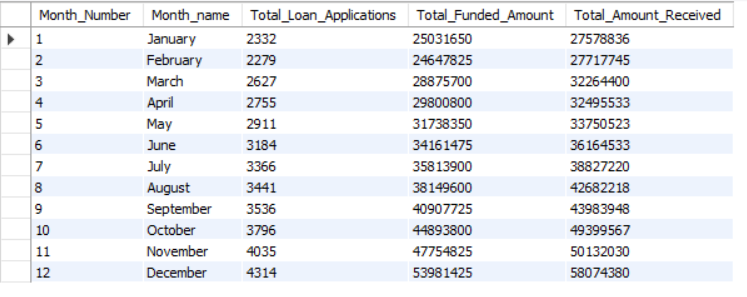 Month_Number Month_name Total_Loan_Applications Total_Funded_Amount Total_Amount_Received
1 January 2332 25031650 27578836
2 February 2279 24647825 27717745
3 March 2627 28875700 32264400
4 April 2755 29800800 32495533
5 May 2911 31738350 33750523
6 June 3184 34161475 36164533
7 July 3366 35813900 38827220
8 August 3441 38149600 42682218
9 September 3536 40907725 43983948
10 October 3796 44893800 49399567
11 November 4035 47754825 50132030
12 December 4314 53981425 58074380